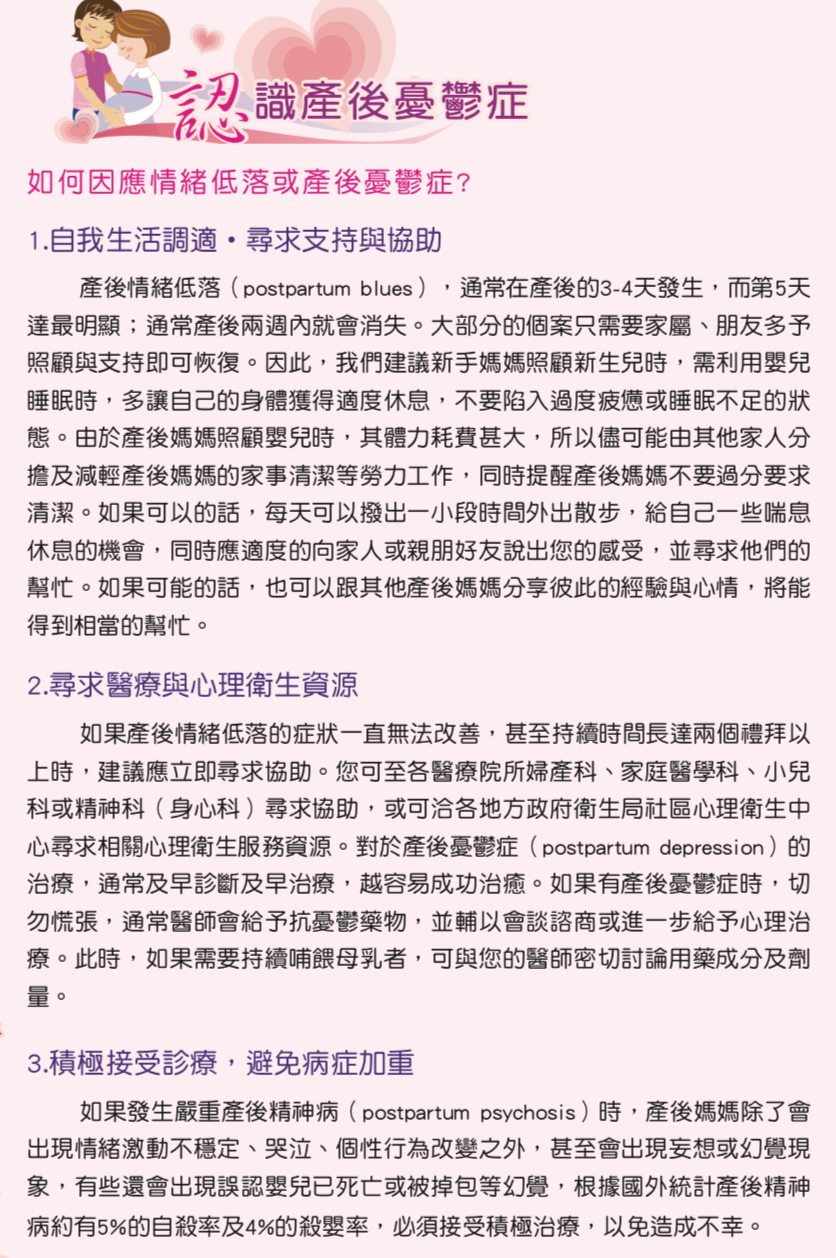 認識產後憂鬱症
如何因應情緒低落或產後憂鬱症?
1.自我生活調適•尋求支持與協助
產後情緒低落（postpartum blues），通常在產後的3-4天發生，而第5天
達最明顯；通常產後兩週內就會消失。大部分的個案只需要家屬、朋友多予
照顧與支持即可恢復。因此，我們建議新手媽媽照顧新生兒時，需利用嬰兒
睡眠時，多讓自己的身體獲得適度休息，不要陷入過度疲憊或睡眠不足的狀
態。由於產後媽媽照顧嬰兒時，其體力耗費甚大，所以儘可能由其他家人分
擔及減輕產後媽媽的家事清潔等勞力工作，同時提醒產後媽媽不要過分要求
清潔。如果可以的話，每天可以撥出一小段時間外出散步，給自己一些喘息
休息的機會，同時應適度的向家人或親朋好友說出您的感受，並尋求他們的
幫忙。如果可能的話，也可以跟其他產後媽媽分享彼此的經驗與心情，將能
得到相當的幫忙。
2.尋求醫療與心理衛生資源
如果產後情緒低落的症狀一直無法改善，甚至持續時間長達兩個禮拜以
上時，建議應立即尋求協助。您可至各醫療院所婦產科、家庭醫學科、小兒
科或精神科（身心科）尋求協助，或可洽各地方政府衛生局社區心理衛生中
心尋求相關心理衛生服務資源。對於產後憂鬱症（postpartum depression）的
治療，通常及早診斷及早治療，越容易成功治癒。如果有產後憂鬱症時，切
勿慌張，通常醫師會給予抗憂鬱藥物，並輔以會談諮商或進一步給予心理治
療。此時，如果需要持續哺餵母乳者，可與您的醫師密切討論用藥成分及劑
量。
3.積極接受診療，避免病症加重
如果發生嚴重產後精神病（postpartum psychosis）時，產後媽媽除了會
出現情緒激動不穩定、哭泣、個性行為改變之外，甚至會出現妄想或幻覺現
象，有些還會出現誤認嬰兒已死亡或被掉包等幻覺，根據國外統計產後精神
病約有5%的自殺率及4%的殺嬰率，必須接受積極治療，以免造成不幸。